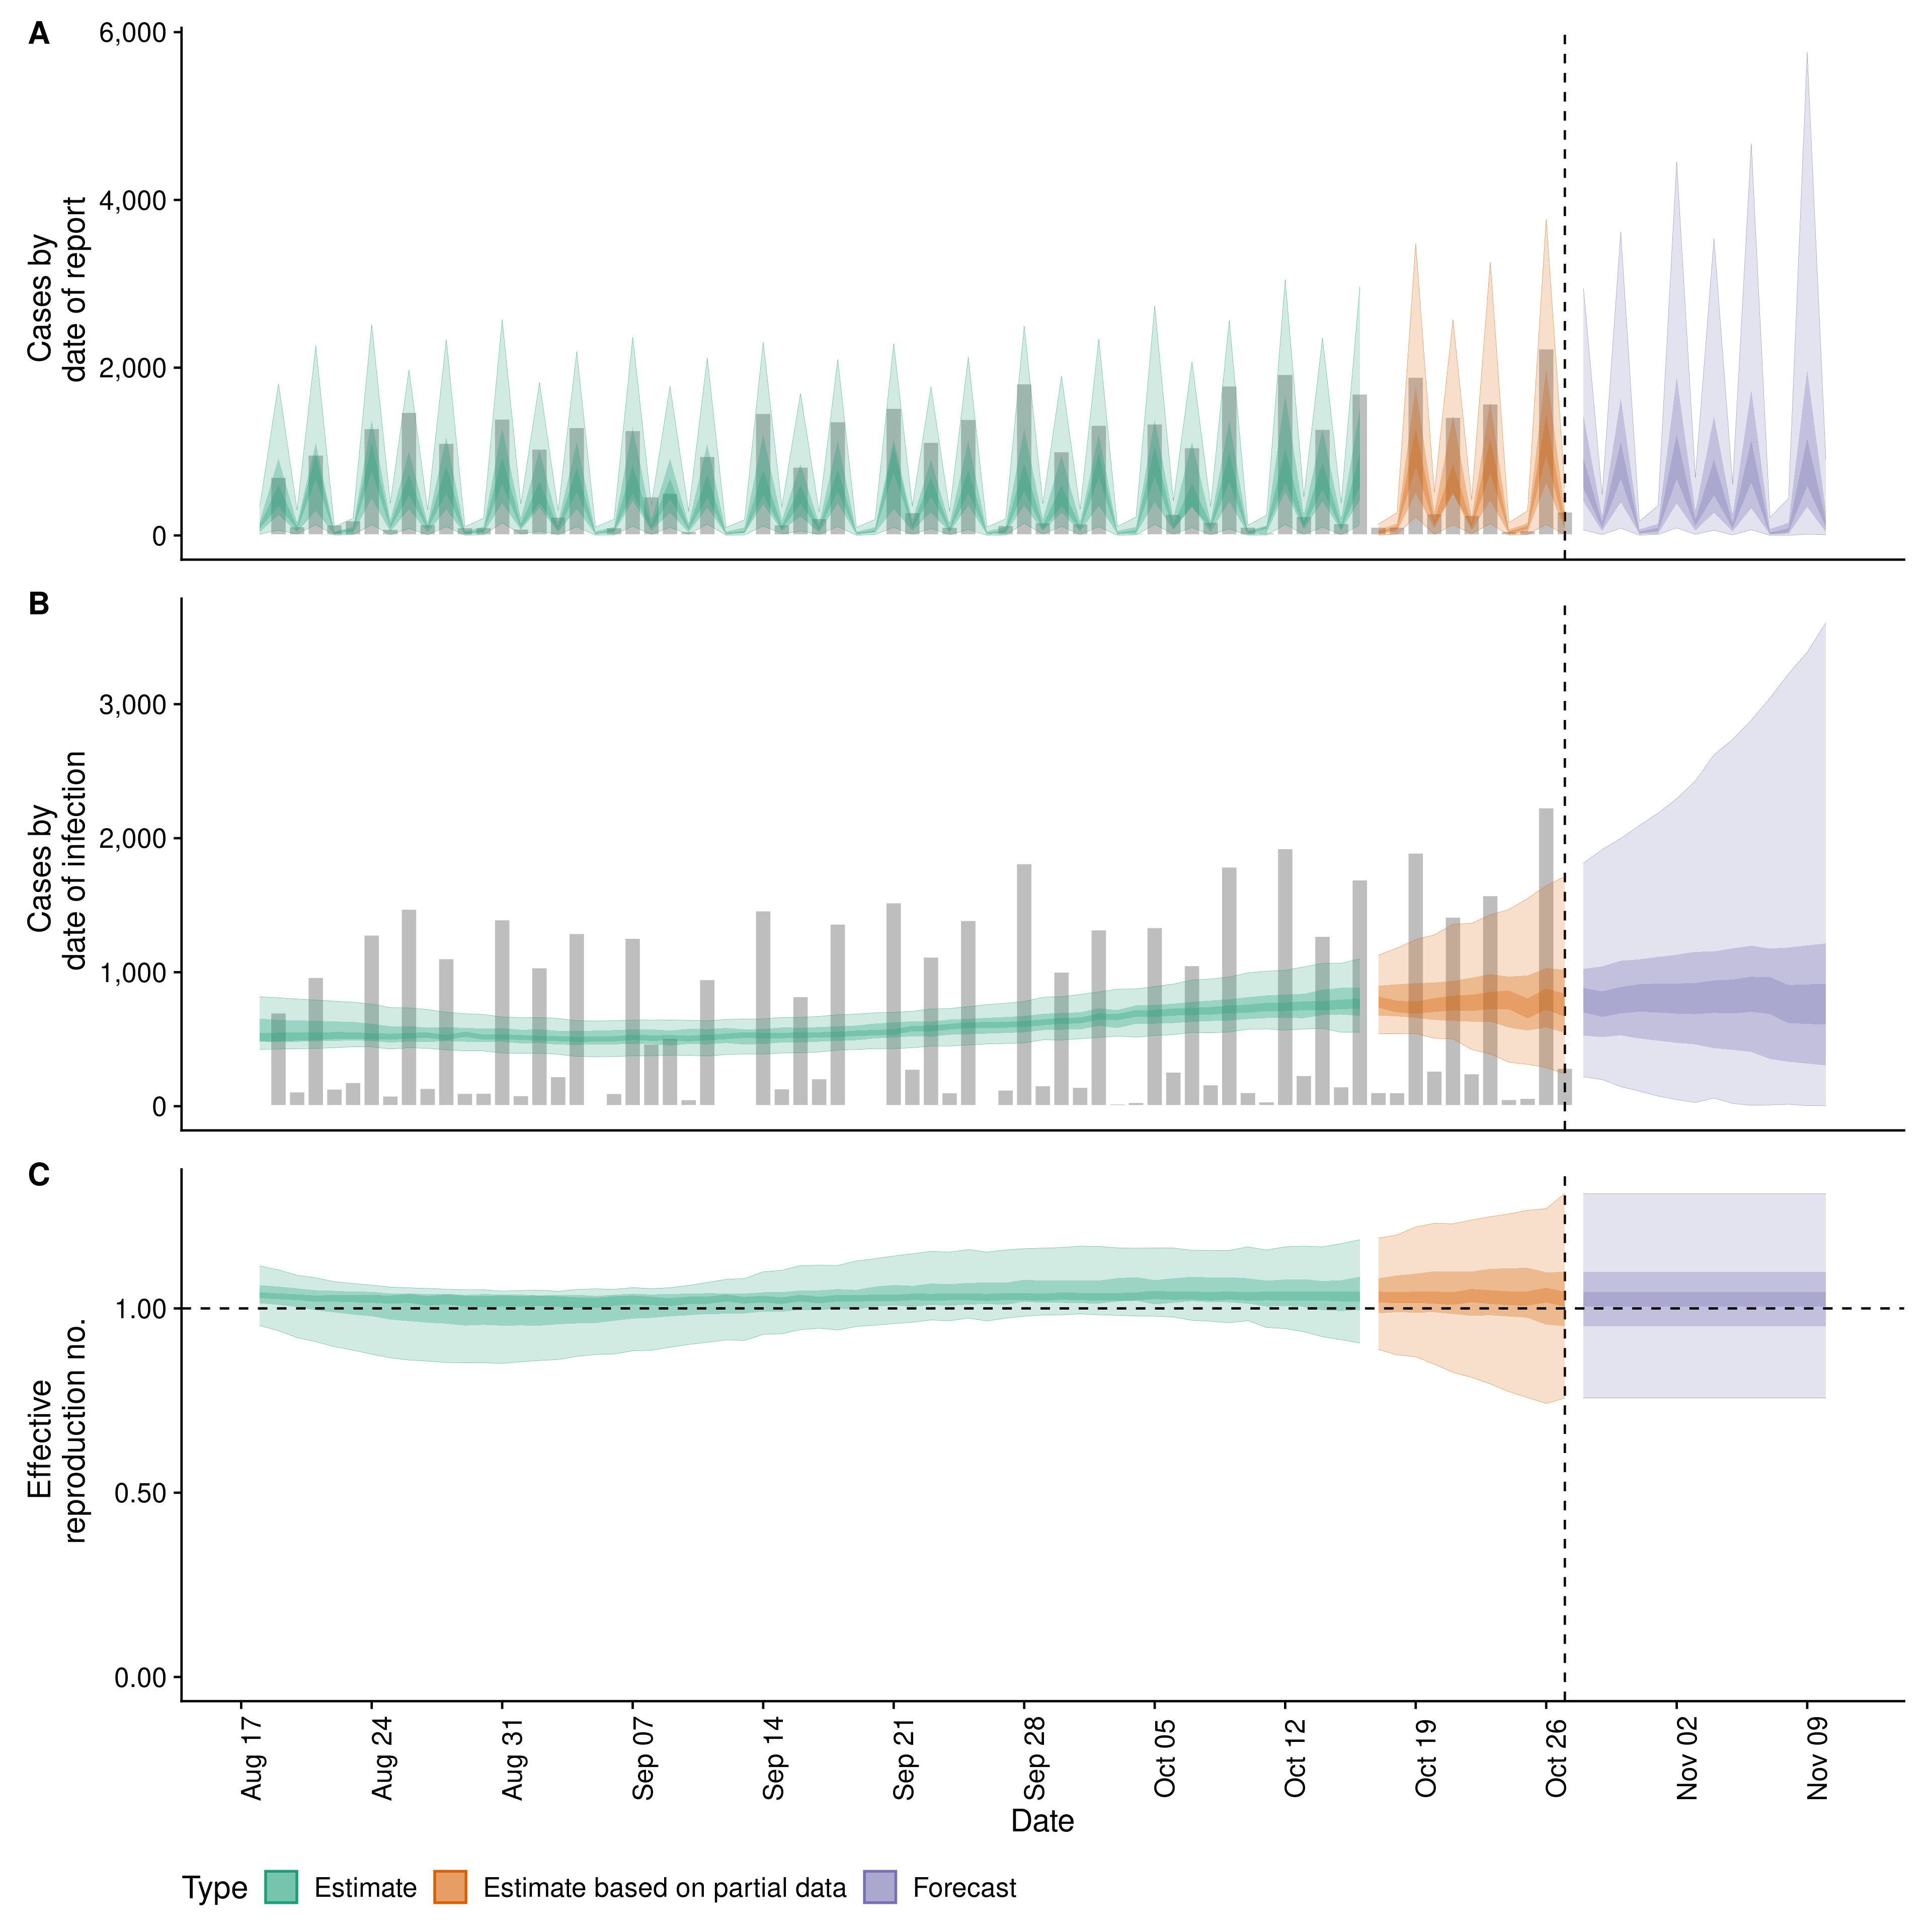 A
Cases by
date of report
6,000
4,000
2,000
0
B
Cases by
date of infection
3,000
2,000
1,000
0
C
Effective
reproduction no.
1.00
0.50
0.00
Aug 17
Aug 24
Aug 31
Sep 07
Sep 14
Sep 21
Sep 28
Oct 05
Oct 12
Oct 19
Oct 26
Nov 02
Nov 09
Date
Type Estimate Estimate based on partial data Forecast